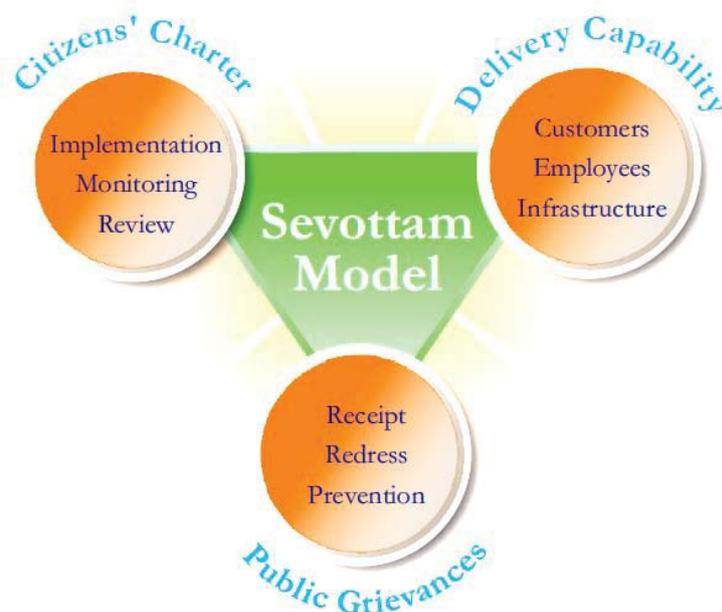 Citizens' Charter
Implementation
Monitoring
Review
Delivery Capability
Customers
Employees
Infrastructure
Sevottam
Model
Receipt
Redress
Prevention
Public Grievances